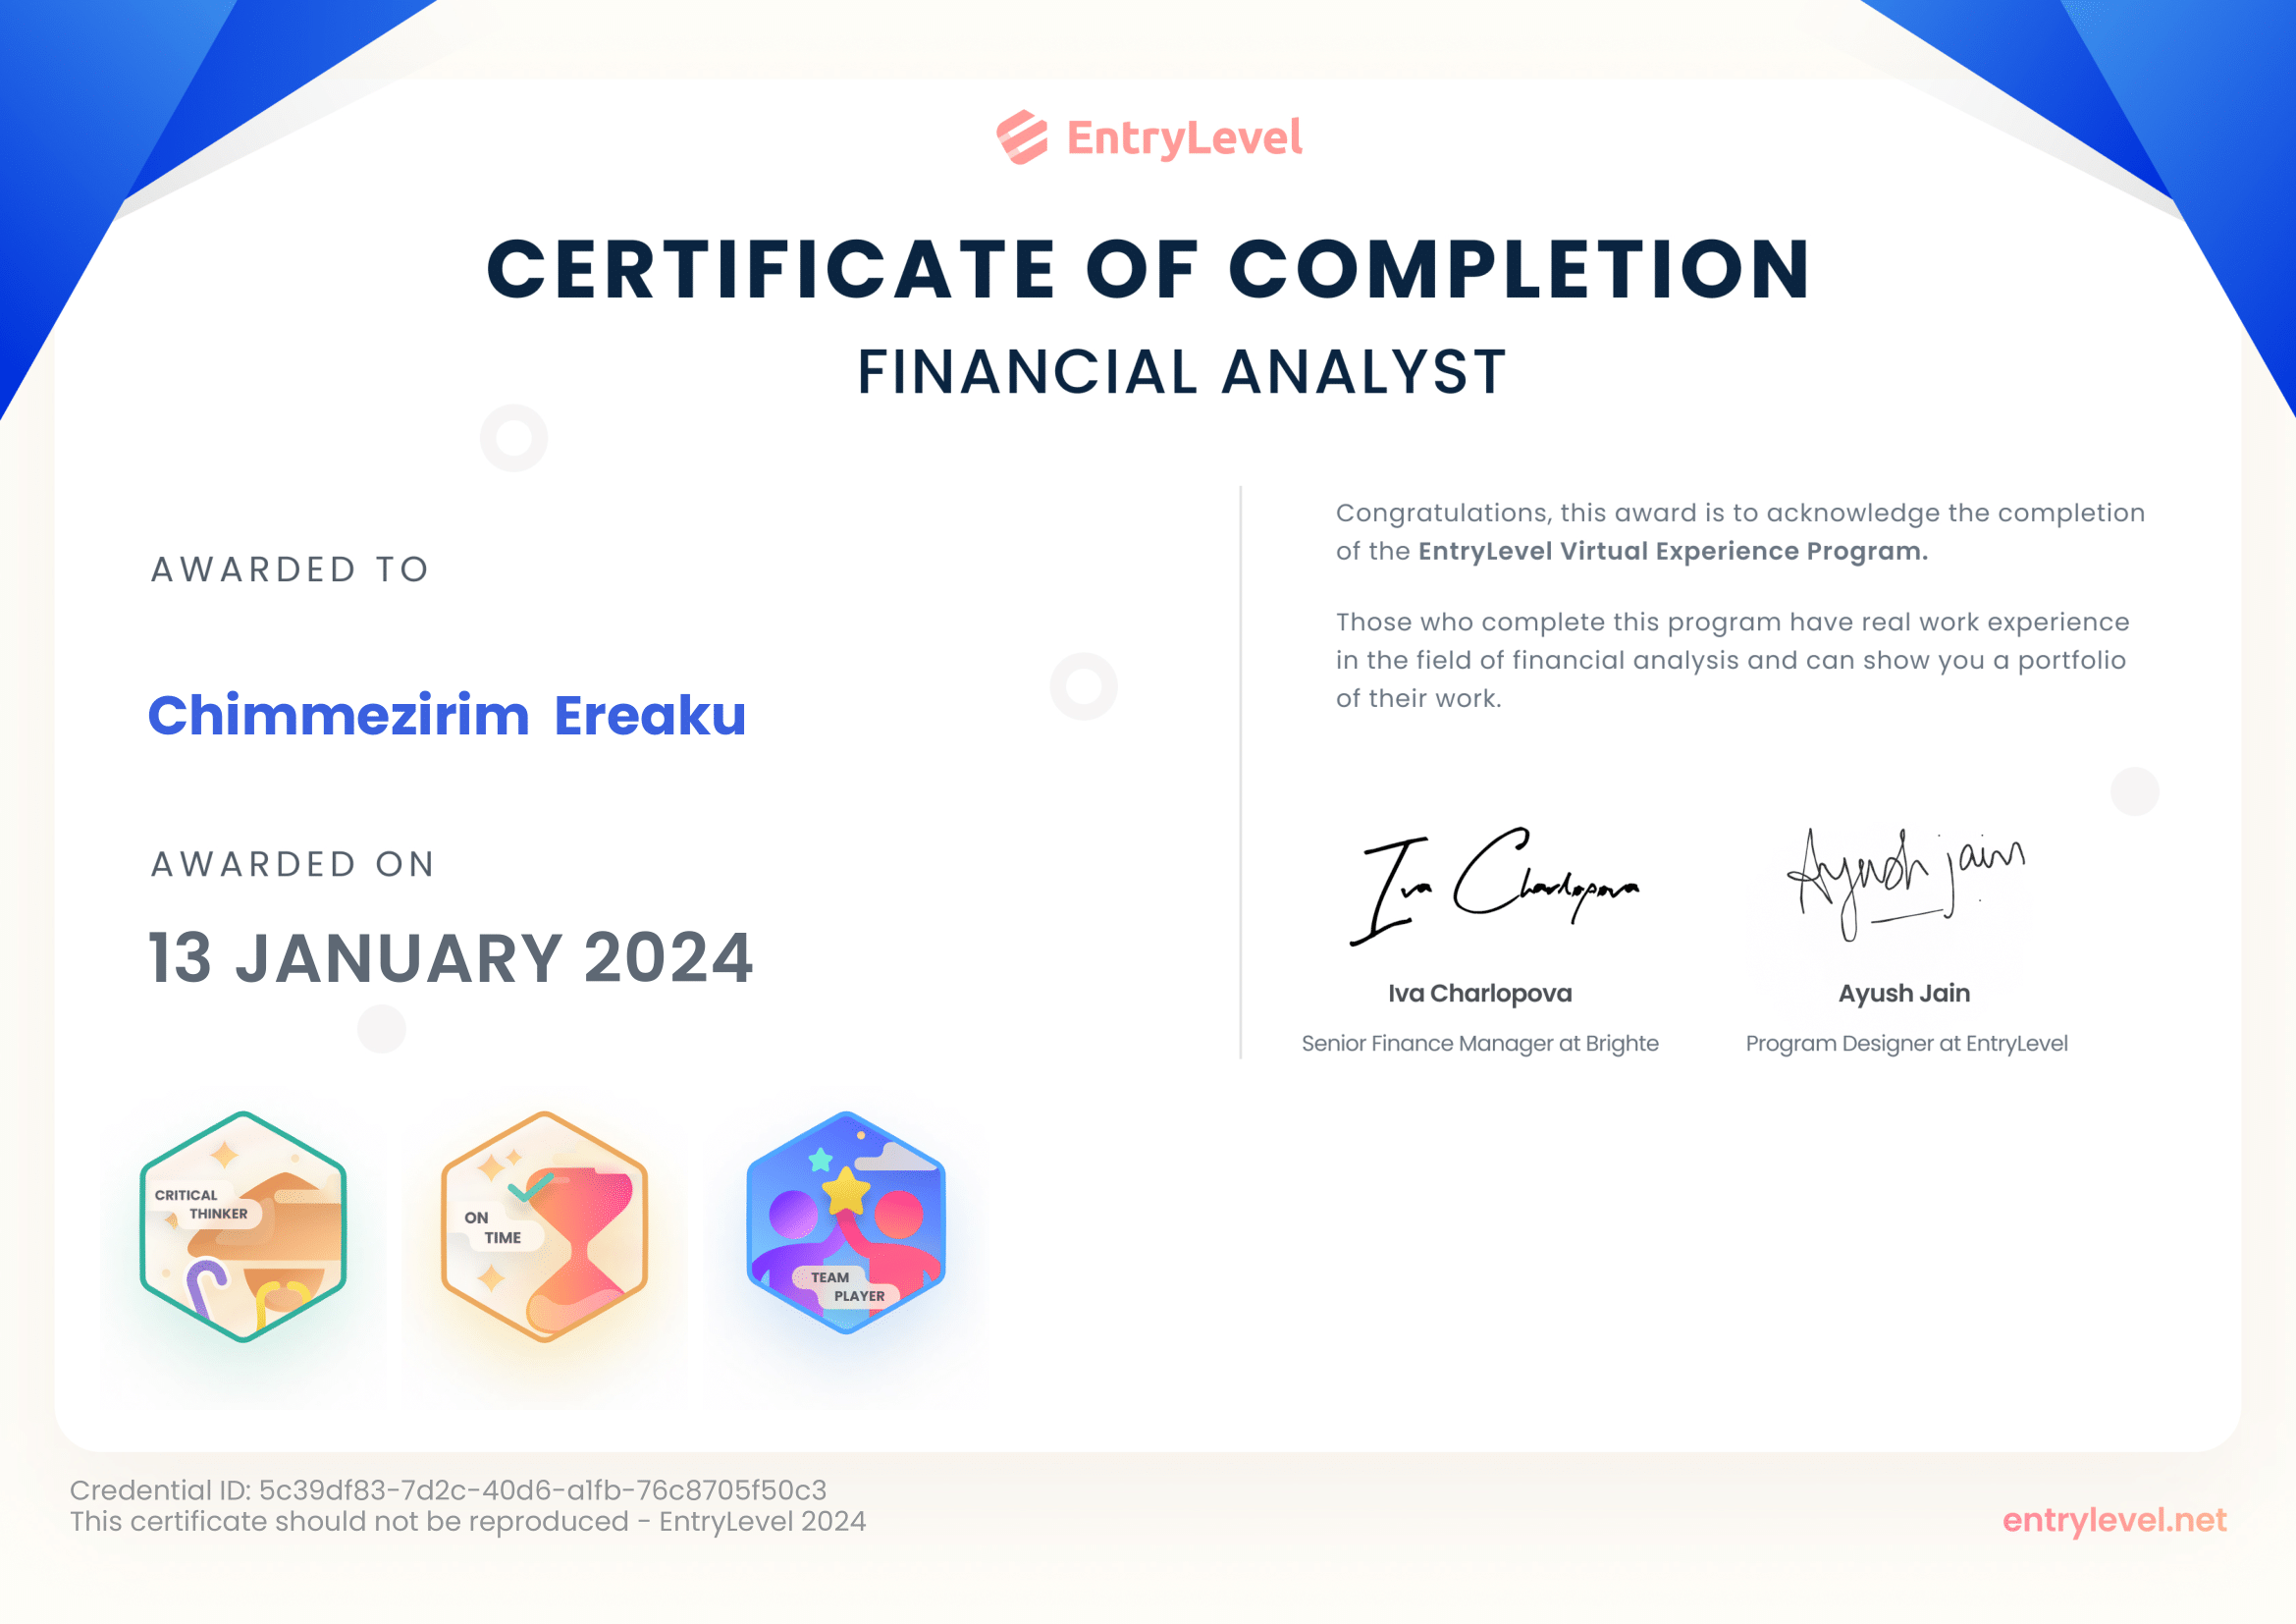 EntryLevel
CERTIFICATE OF COMPLETION
FINANCIAL ANALYST
AWARDED TO
Chimmezirim Ereaku
AWARDED ON
13 JANUARY 2024
Congratulations, this award is to acknowledge the completion
of the EntryLevel Virtual Experience Program.
Those who complete this program have real work experience
in the field of financial analysis and can show you a portfolio
of their work.
Iva Charlopova
Ayush jain
Iva Charlopova
Ayush Jain
Senior Finance Manager at Brighte
Program Designer at EntryLevel
CRITICAL
THINKER
ON
TIME
TEAM
PLAYER
Credential ID: 5c39df83-7d2c-40d6-a1fb-76c8705f50c3
This certificate should not be reproduced - EntryLevel 2024
entrylevel.net